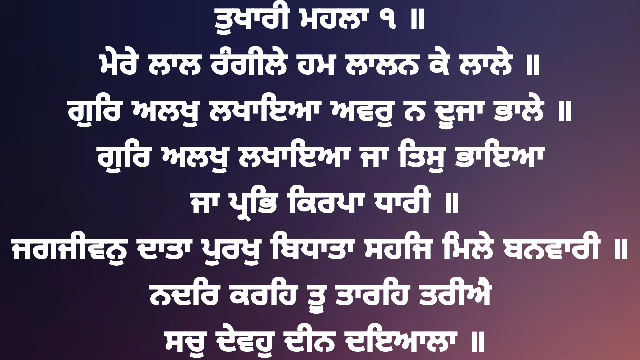 ਤੁਖਾਰੀ ਮਹਲਾ ੧ ॥
ਮੇਰੇ ਲਾਲ ਰੰਗੀਲੇ ਹਮ ਲਾਲਨ ਕੇ ਲਾਲੇ ॥
ਗੁਰਿ ਅਲਖੁ ਲਖਾਇਆ ਅਵਰੁ ਨ ਦੂਜਾ ਭਾਲੇ ॥
ਗੁਰਿ ਅਲਖੁ ਲਖਾਇਆ ਜਾ ਤਿਸੁ ਭਾਇਆ
ਜਾ ਪ੍ਰਭਿ ਕਿਰਪਾ ਧਾਰੀ ॥
ਜਗਜੀਵਨੁ ਦਾਤਾ ਪੁਰਖੁ ਬਿਧਾਤਾ ਸਹਜਿ ਮਿਲੇ ਬਨਵਾਰੀ ॥
ਨਦਰਿ ਕਰਹਿ ਤੂ ਤਾਰਹਿ ਤਰੀਐ
ਸਚੁ ਦੇਵਹੁ ਦੀਨ ਦਇਆਲਾ ॥